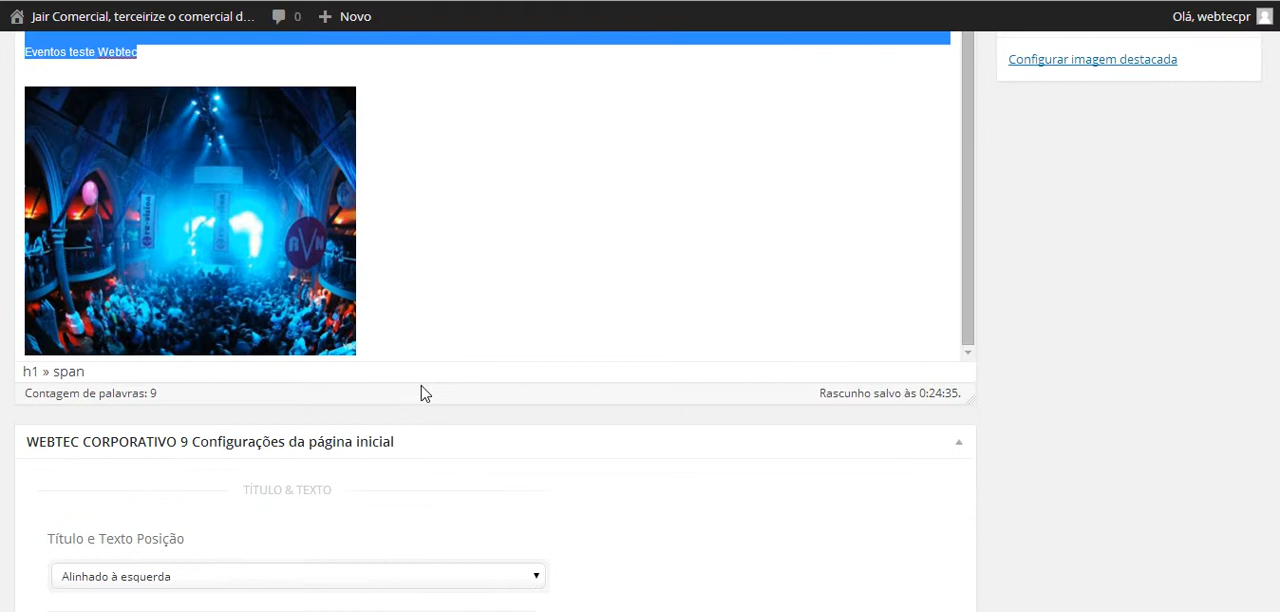 Jair Comercial, terceirize o comercial d... 0 Novo Olá, webtecpr
Eventos teste Webtec
Configurar imagem destacada
h1 » span
Contagem de palavras: 9 Rascunho salvo às 0:24:35.
WEBTEC CORPORATIVO 9 Configurações da página inicial
TÍTULO & TEXTO
Título e Texto Posição
Alinhado à esquerda